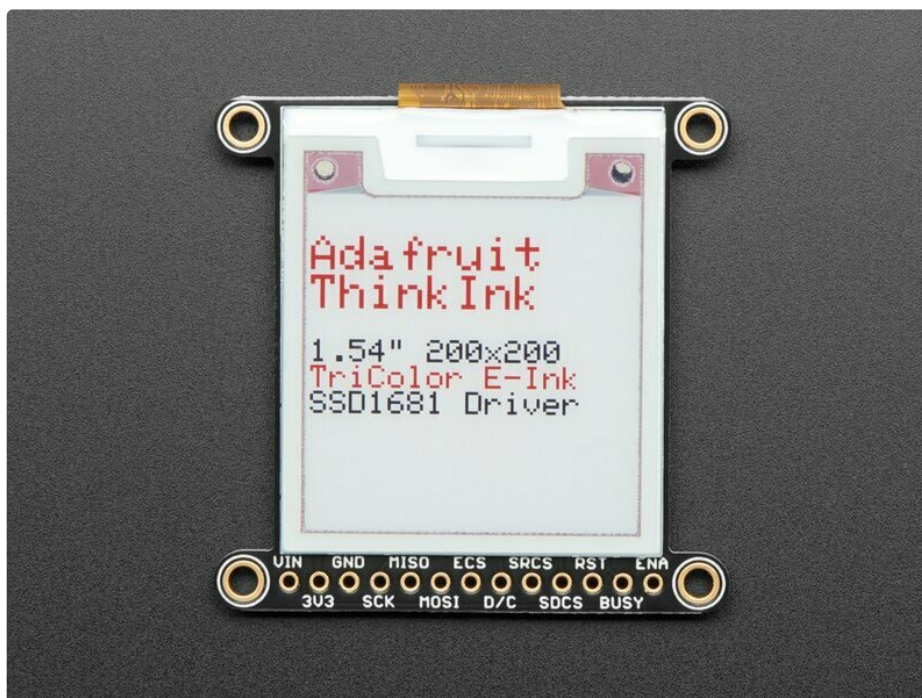 Adafruit
ThinkInk
1.54" 200x200
TriColor E-Ink
SSD1681 Driver
VIN GND MISO ECS SRCS RST ENA
3V3 SCK MOSI D/C SDCS BUSY